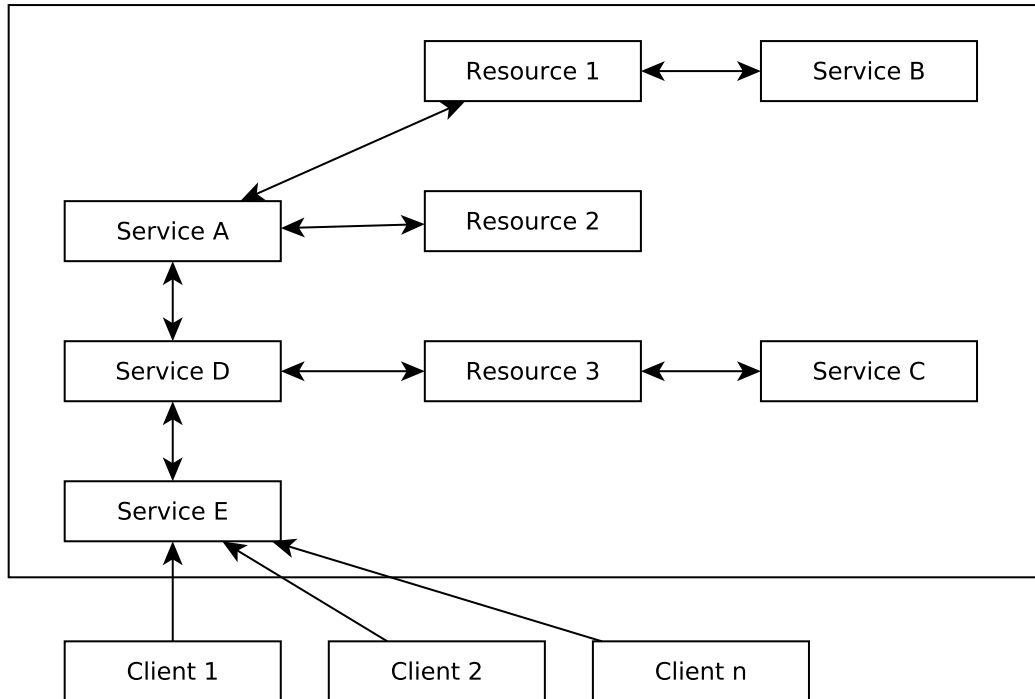 Resource 1
Service B
Service A
Resource 2
Service D
Resource 3
Service C
Service E
Client 1
Client 2
Client n